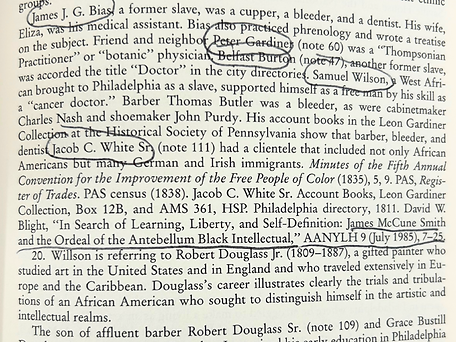 groups.
James J. G. Bias, a former slave, was a cupper, a bleeder, and a dentist. His wife,
Eliza, was his medical assistant. Bias also practiced phrenology and wrote a treatise
on the subject. Friend and neighbor Peter Gardiner (note 60) was a "Thompsonian
Practitioner" or "botanic" physician. Belfast Burton (note 47), another former slave,
was accorded the title "Doctor" in the city directories. Samuel Wilson, a West Afri-
can brought to Philadelphia as a slave, supported himself as a free man by his skill as
a "cancer doctor." Barber Thomas Butler was a bleeder, as were cabinetmaker
Charles Nash and shoemaker John Purdy. His account books in the Leon Gardiner
Collection at the Historical Society of Pennsylvania show that barber, bleeder, and
dentist Jacob C. White Sr. (note 111) had a clientele that included not only African
Americans but many German and Irish immigrants. Minutes of the Fifth Annual
Convention for the Improvement of the Free People of Color (1835), 5, 9. PAS, Regis-
ter of Trades. PAS census (1838). Jacob C. White Sr. Account Books, Leon Gardiner
Collection, Box 12B, and AMS 361, HSP. Philadelphia directory, 1811. David W.
Blight, "In Search of Learning, Liberty, and Self-Definition: James McCune Smith
and the Ordeal of the Antebellum Black Intellectual," AANYLH 9 (July 1985), 7–25.
20. Willson is referring to Robert Douglass Jr. (1809–1887), a gifted painter who
studied art in the United States and in England and who traveled extensively in Eu-
rope and the Caribbean. Douglass's career illustrates clearly the trials and tribula-
tions of an African American who sought to distinguish himself in the artistic and
intellectual realms.
The son of affluent barber Robert Douglass Sr. (note 109) and Grace Bustill
early education in Philadelphia